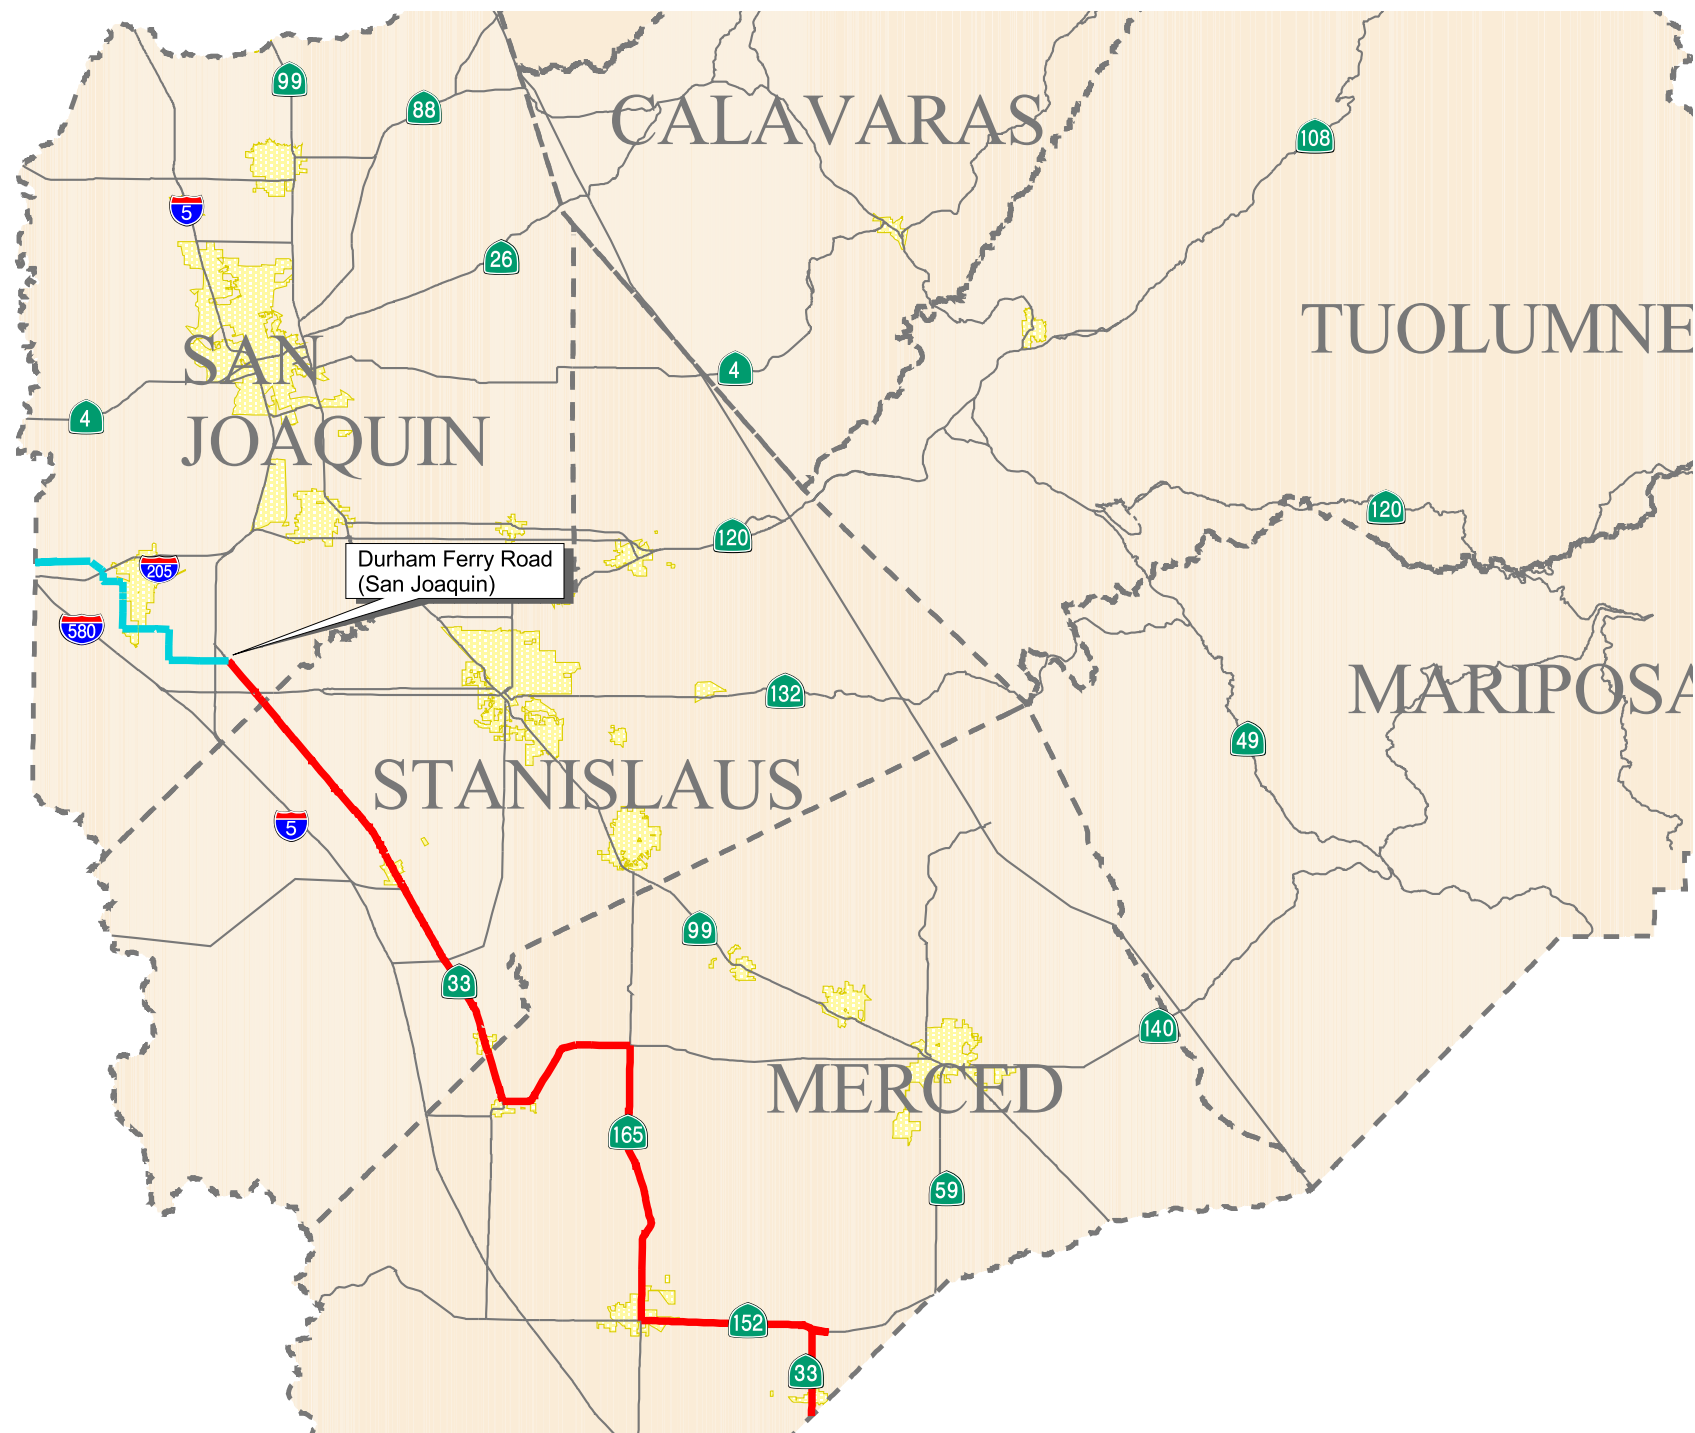 99
88
CALAVARAS
108
5
26
TUOLUMNE
SAN
4
4
JOAQUIN
120
120
Durham Ferry Road
(San Joaquin)
205
580
132
MARIPOSA
49
STANISLAUS
5
99
33
140
MERCED
165
59
152
33